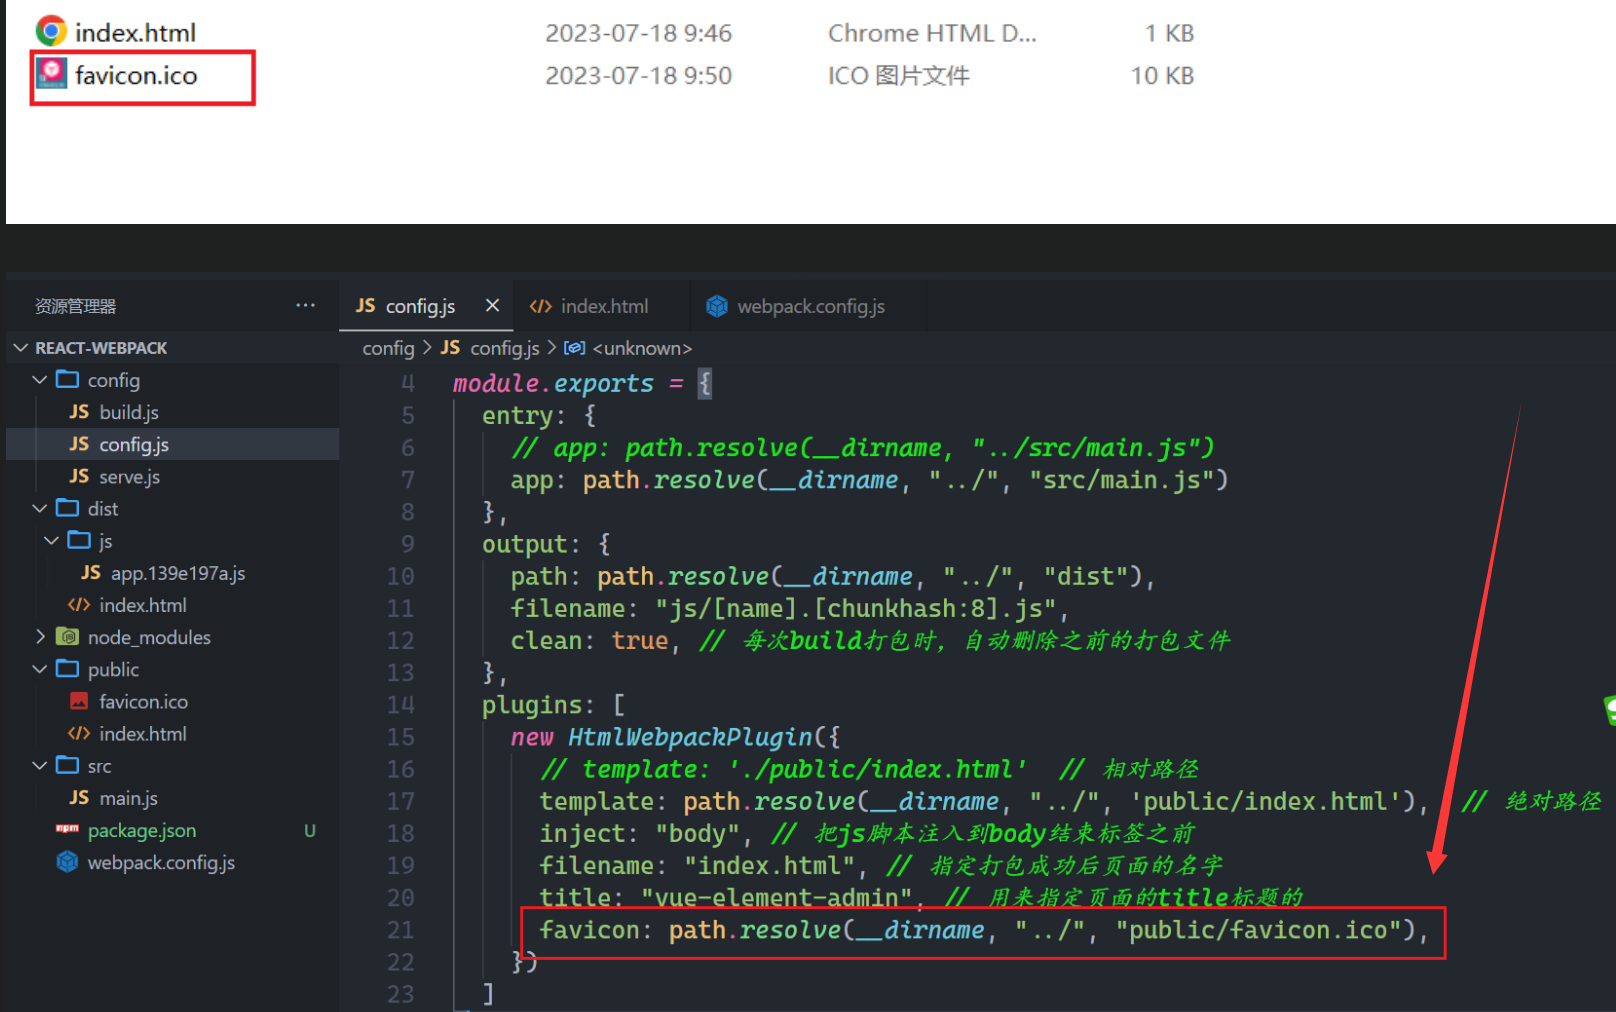 index.html 2023-07-18 9:46 Chrome HTML D... 1 KB
favicon.ico 2023-07-18 9:50 ICO 图片文件 10 KB
资源管理器 ···
JS config.js ×
index.html
webpack.config.js
REACT-WEBPACK
config
JS build.js
JS config.js
JS serve.js
dist
js
JS app.139e197a.js
index.html
node_modules
public
favicon.ico
index.html
src
JS main.js
npm package.json U
webpack.config.js
config > JS config.js > <unknown>
4 module.exports = {
5 entry: {
6 // app: path.resolve(__dirname, "../src/main.js")
7 app: path.resolve(__dirname, "../", "src/main.js")
8 },
9 output: {
10 path: path.resolve(__dirname, "../", "dist"),
11 filename: "js/[name].[chunkhash:8].js",
12 clean: true, // 每次build打包时，自动删除之前的打包文件
13 },
14 plugins: [
15 new HtmlWebpackPlugin({
16 // template: './public/index.html' // 相对路径
17 template: path.resolve(__dirname, "../", 'public/index.html'), // 绝对路径
18 inject: "body", // 把js脚本注入到body结束标签之前
19 filename: "index.html", // 指定打包成功后页面的名字
20 title: "vue-element-admin", // 用来指定页面的title标题的
21 favicon: path.resolve(__dirname, "../", "public/favicon.ico"),
22 })
23 ]